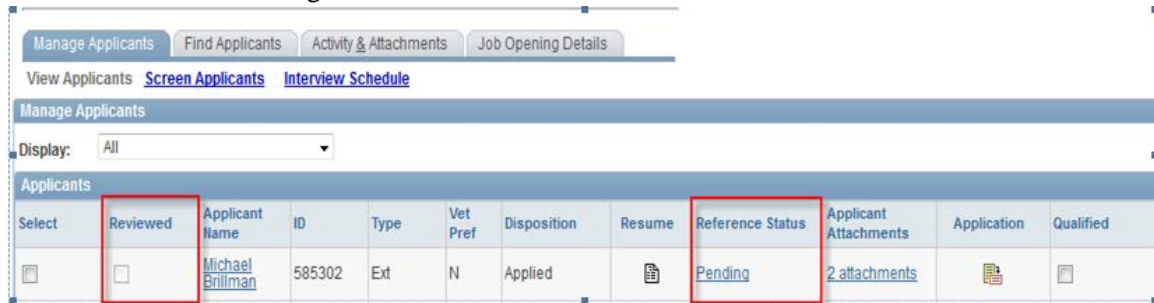 Manage Applicants Find Applicants Activity & Attachments Job Opening Details
View Applicants Screen Applicants Interview Schedule
Manage Applicants
Display: All
Applicants
Select Reviewed Applicant Name ID Type Vet Pref Disposition Resume Reference Status Applicant Attachments Application Qualified
Michael Brillman 585302 Ext N Applied Pending 2 attachments